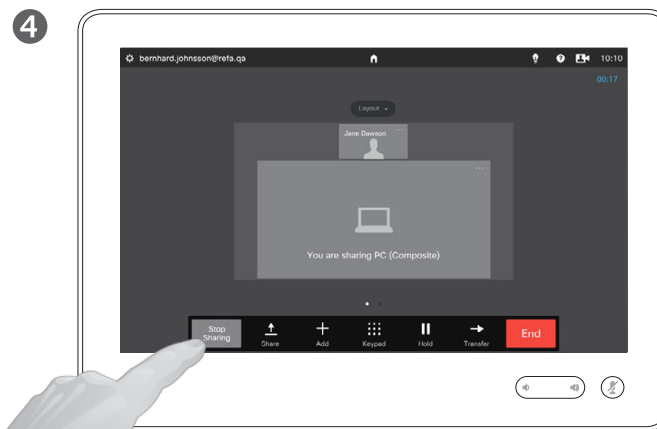 4
bernhard.johnsson@refa.qa
10:10
00:17
Layout
Jane Dawson
You are sharing PC (Composite)
Stop
Sharing
Share
Add
Keypad
Hold
Transfer
End